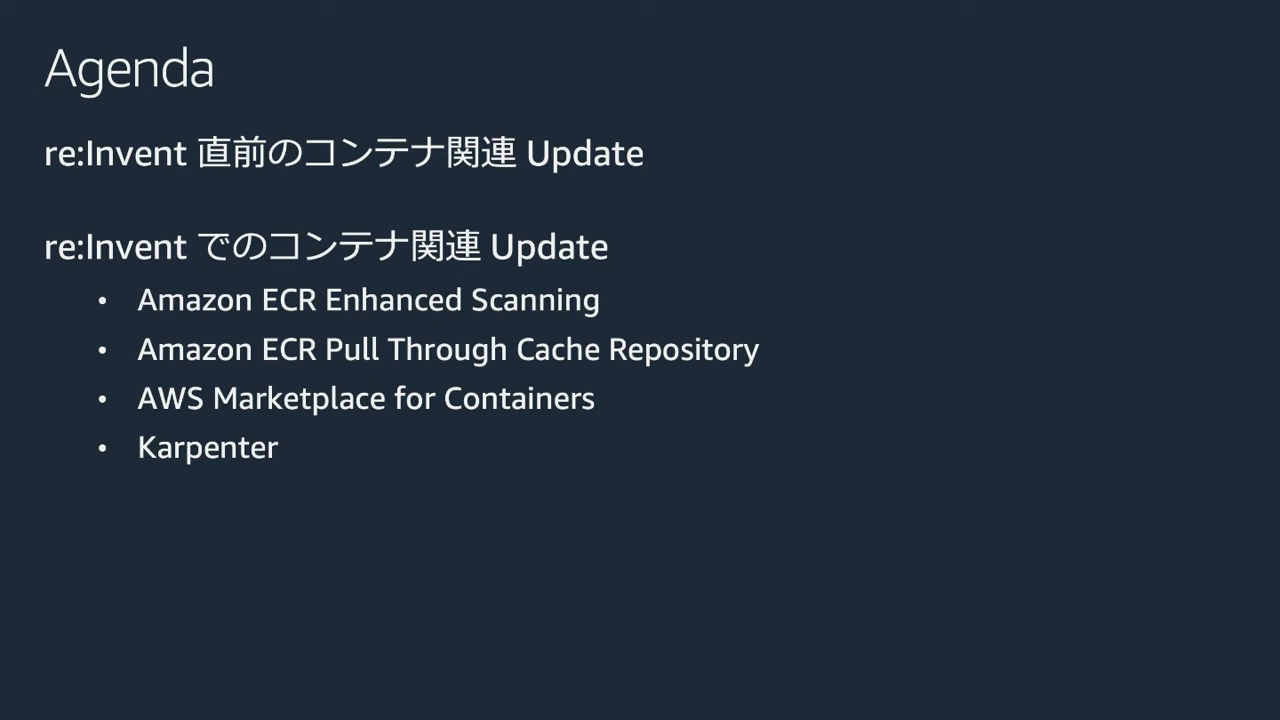 Agenda
re:Invent 直前のコンテナ関連 Update
re:Invent でのコンテナ関連 Update
• Amazon ECR Enhanced Scanning
• Amazon ECR Pull Through Cache Repository
• AWS Marketplace for Containers
• Karpenter